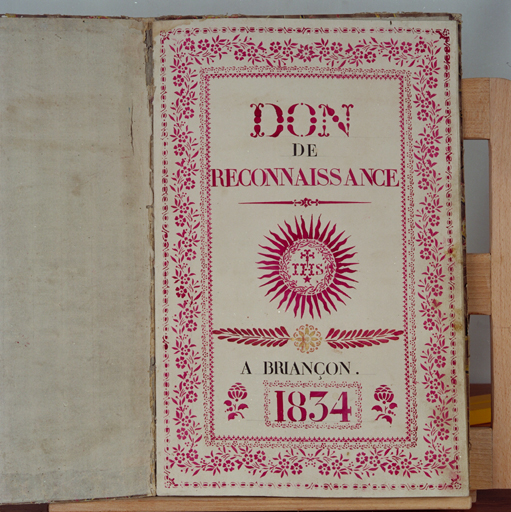 DON
DE
RECONNAISSANCE
IHS
A BRIANÇON.
1834